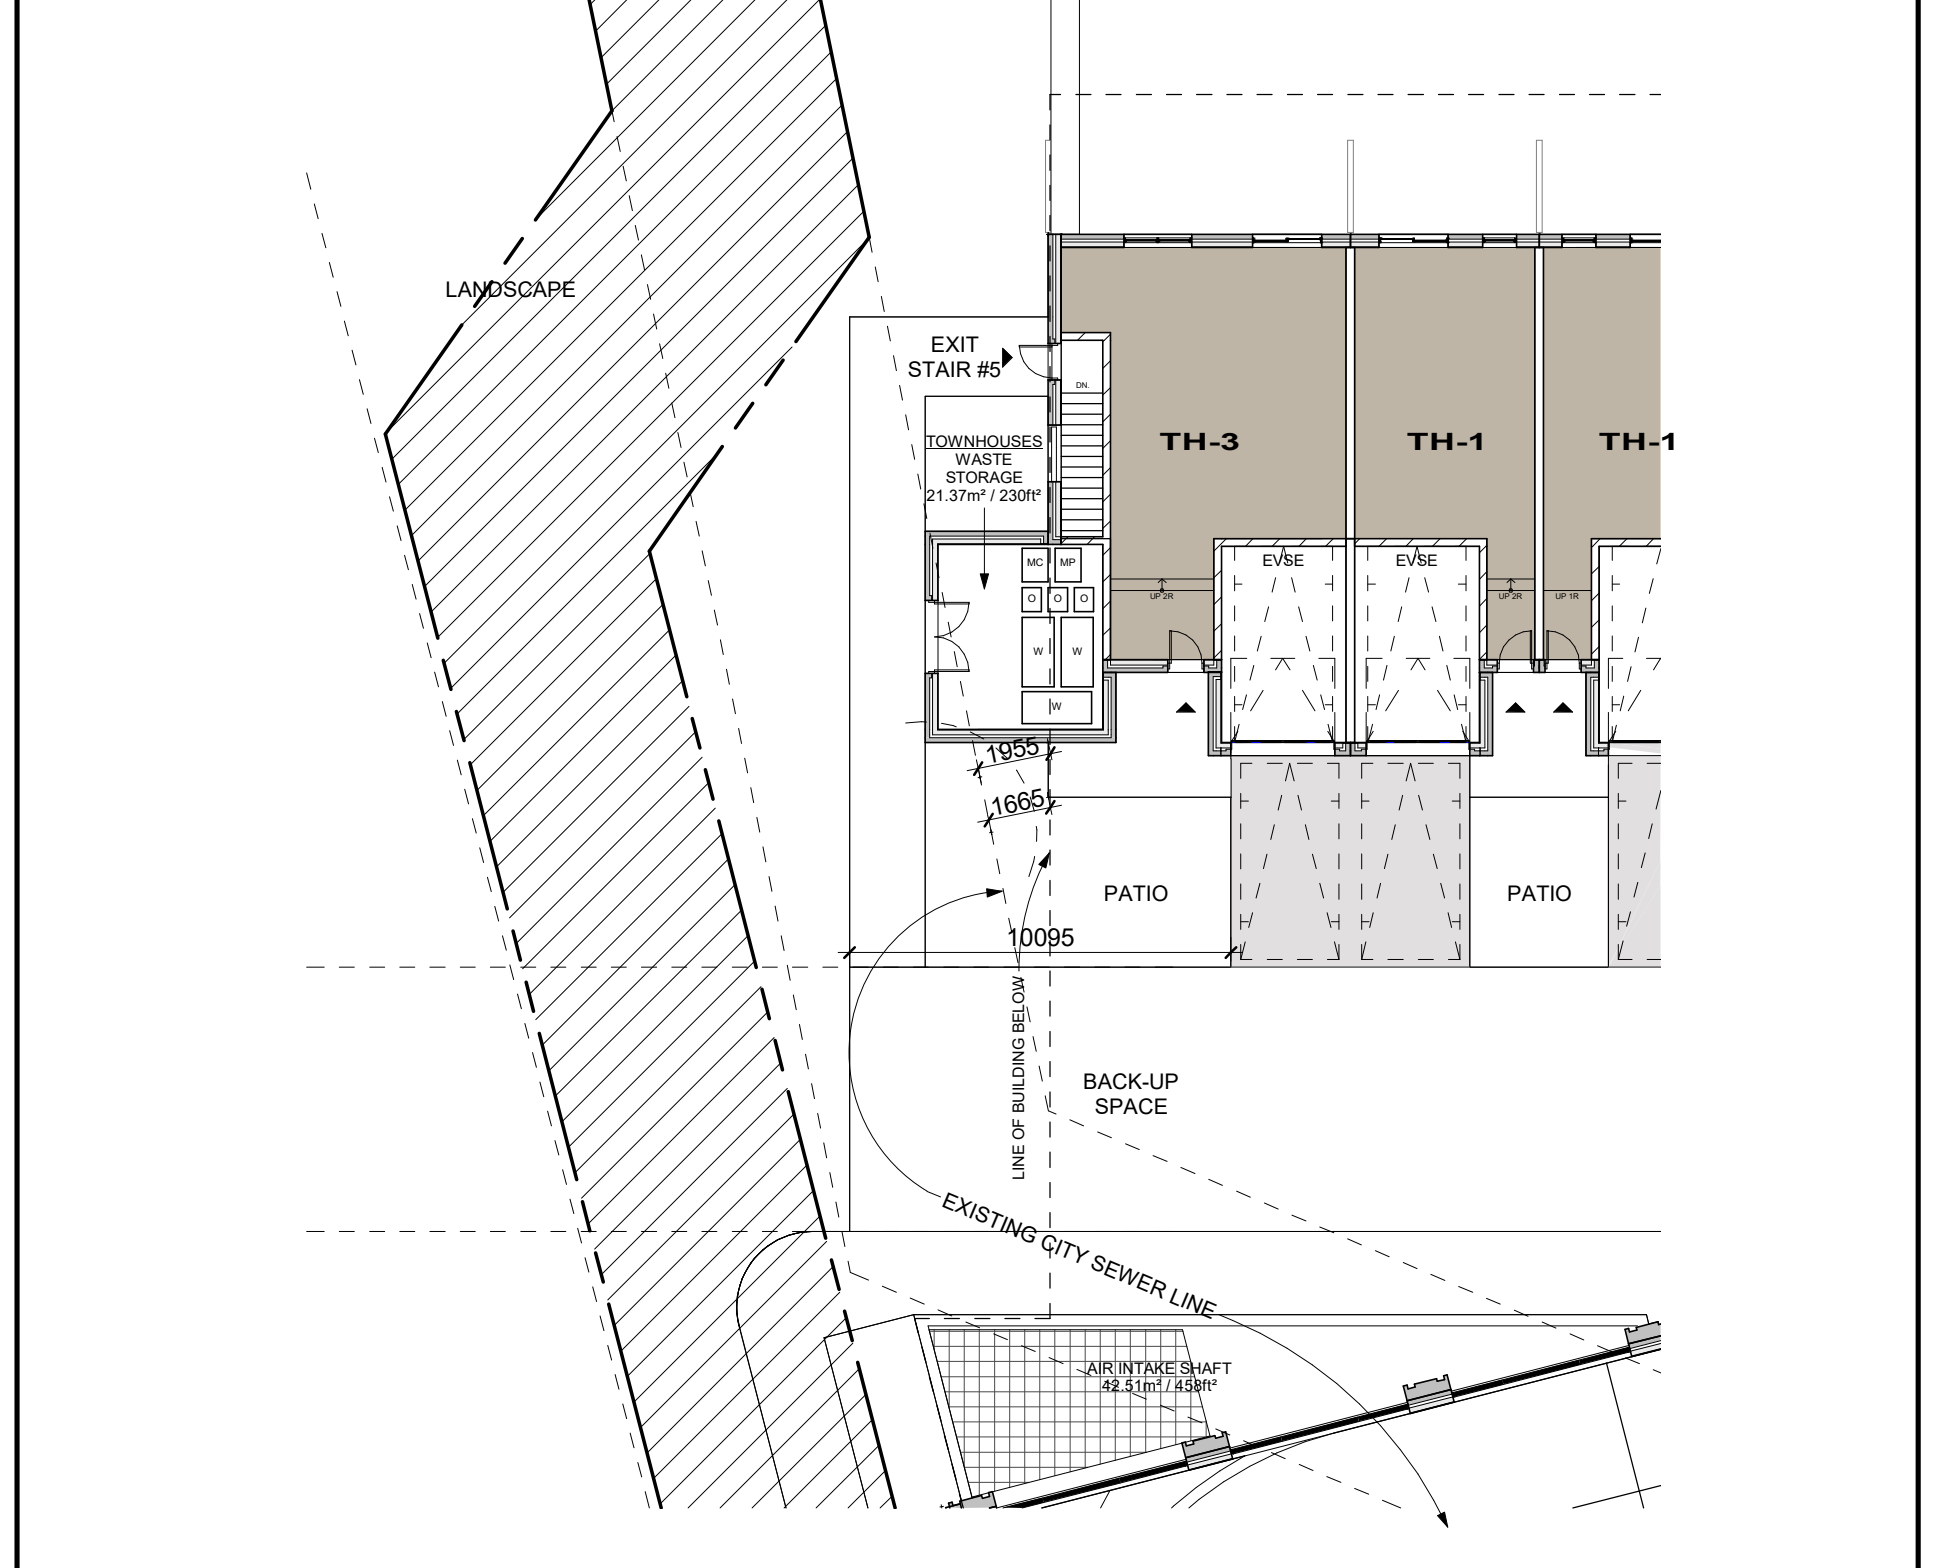 LANDSCAPE
EXIT
STAIR #5
DN.
TOWNHOUSES
WASTE
STORAGE
21.37m² / 230ft²
TH-3
TH-1
TH-1
MC
MP
O
O
O
W
W
W
EVSE
EVSE
UP 2R
UP 2R
UP 1R
1955
1665
PATIO
PATIO
10095
LINE OF BUILDING BELOW
BACK-UP
SPACE
EXISTING CITY SEWER LINE
AIR INTAKE SHAFT
42.51m² / 458ft²